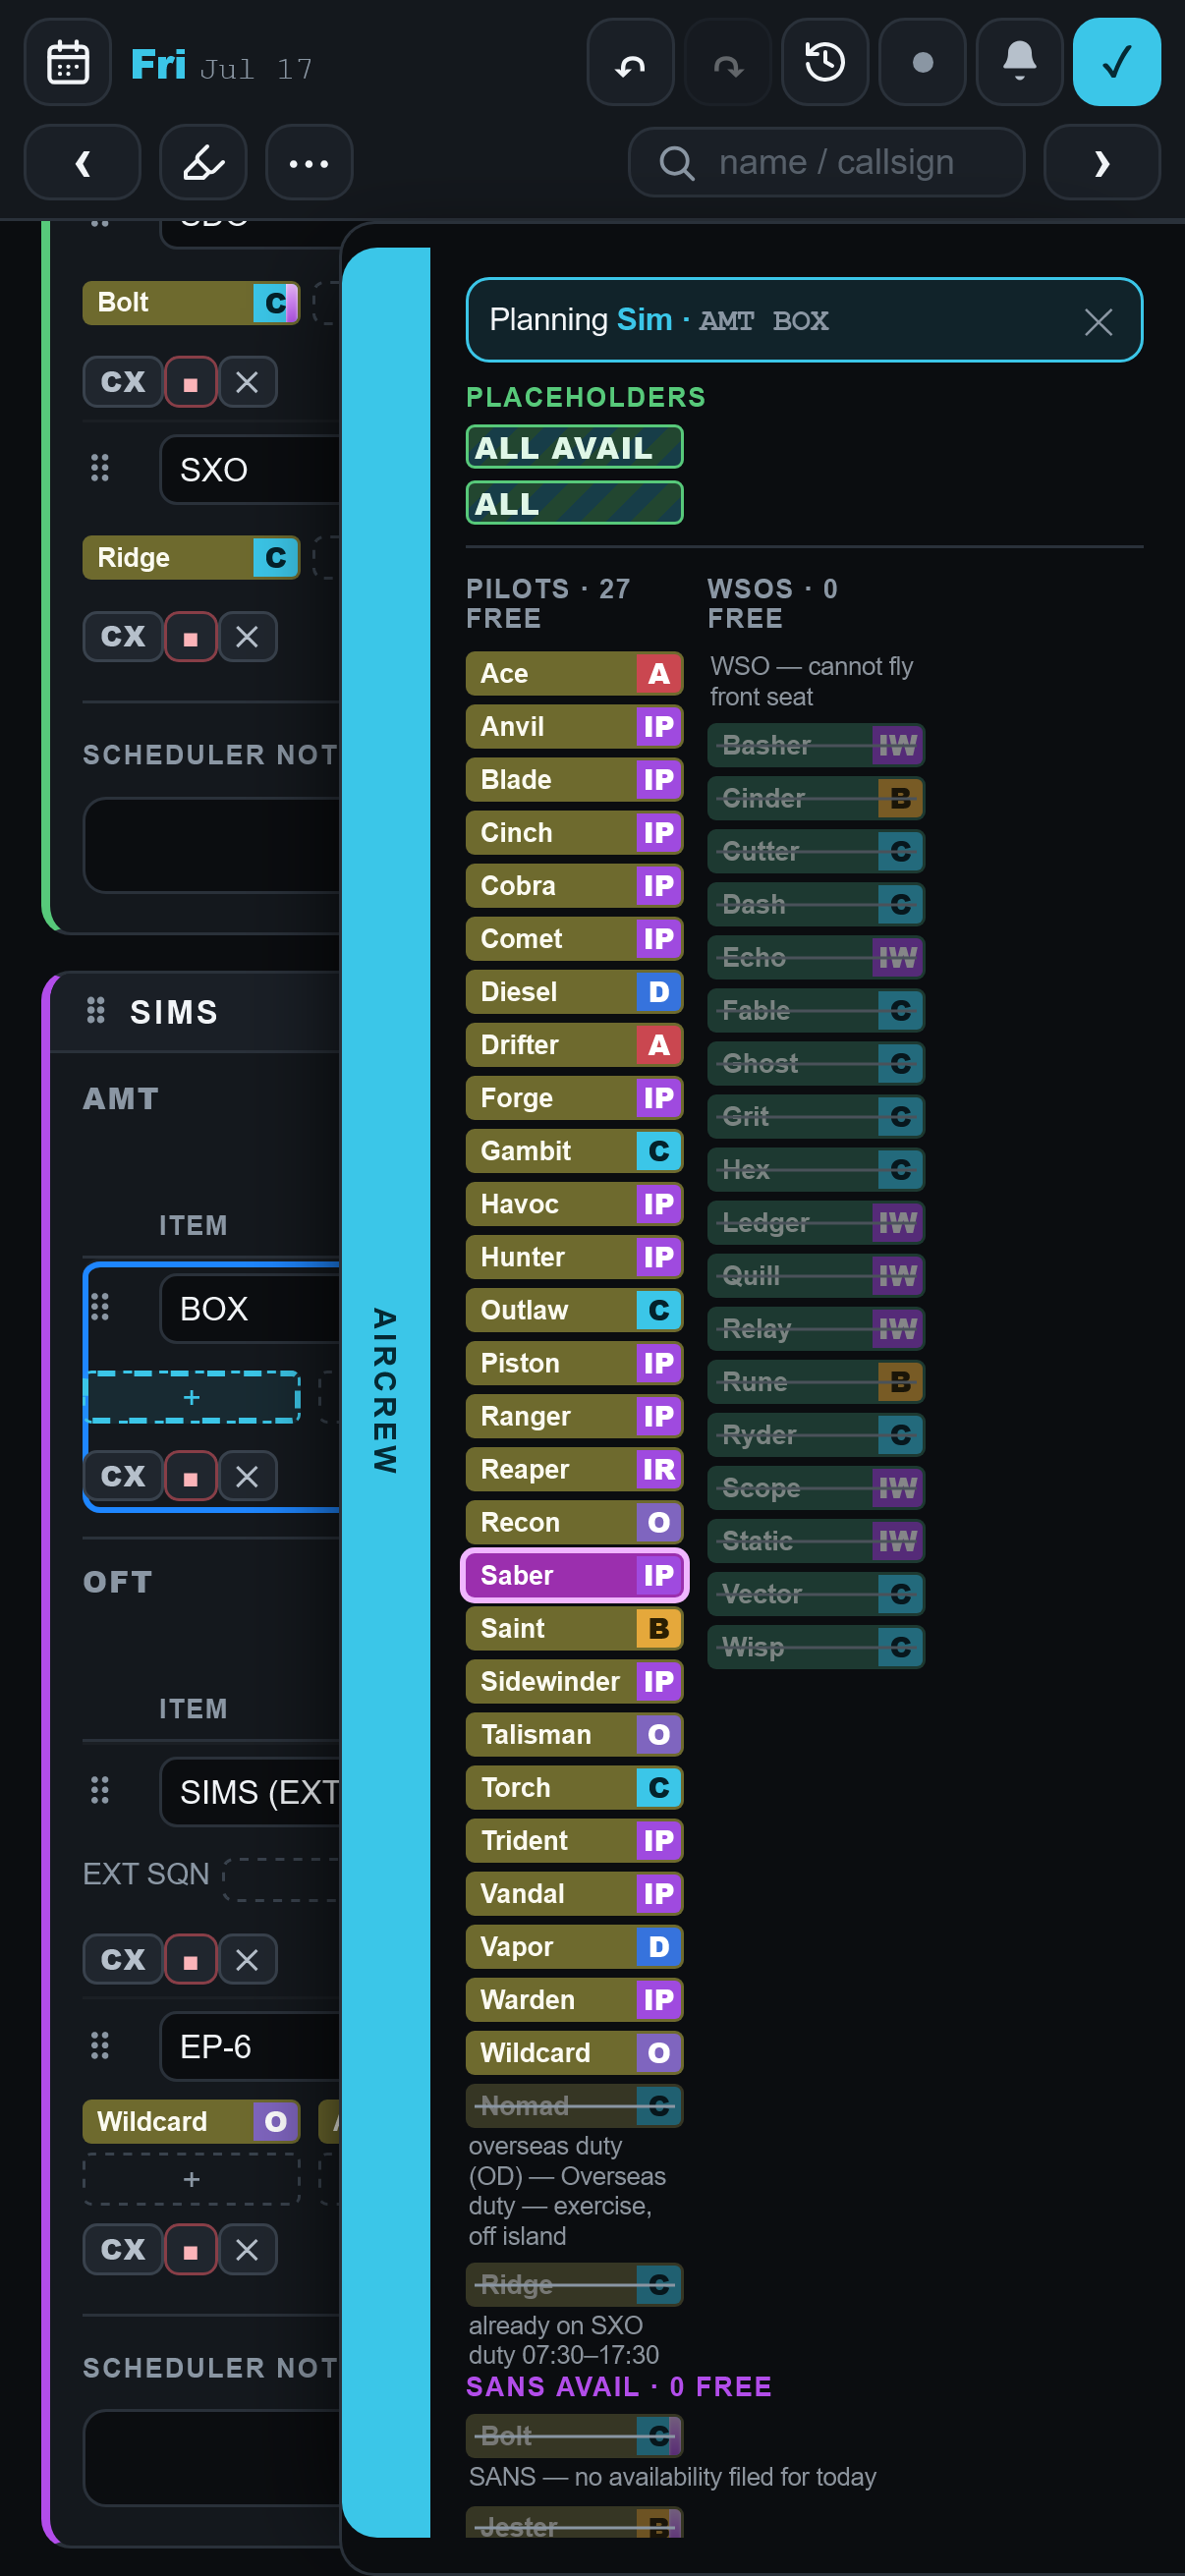 Fri Jul 17
name / callsign
Bolt C
CX
SXO
Ridge C
CX
SCHEDULER NOT
SIMS
AMT
ITEM
BOX
+
CX
OFT
ITEM
SIMS (EXT
EXT SQN
CX
EP-6
Wildcard O
+
CX
SCHEDULER NOT
AIRCREW
Planning Sim · AMT BOX
PLACEHOLDERS
ALL AVAIL
ALL
PILOTS · 27
FREE
Ace A
Anvil IP
Blade IP
Cinch IP
Cobra IP
Comet IP
Diesel D
Drifter A
Forge IP
Gambit C
Havoc IP
Hunter IP
Outlaw C
Piston IP
Ranger IP
Reaper IR
Recon O
Saber IP
Saint B
Sidewinder IP
Talisman O
Torch C
Trident IP
Vandal IP
Vapor D
Warden IP
Wildcard O
Nomad C
overseas duty
(OD) — Overseas
duty — exercise,
off island
Ridge C
already on SXO
duty 07:30–17:30
WSOS · 0
FREE
WSO — cannot fly
front seat
Basher IW
Cinder B
Cutter C
Dash C
Echo IW
Fable C
Ghost C
Grit C
Hex C
Ledger IW
Quill IW
Relay IW
Rune B
Ryder C
Scope IW
Static IW
Vector C
Wisp C
SANS AVAIL · 0 FREE
Bolt C
SANS — no availability filed for today
Jester B